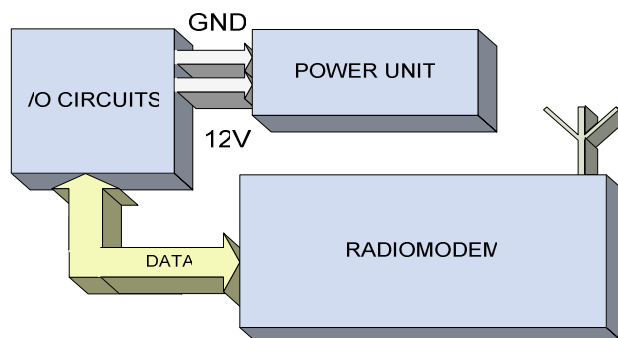 GND
POWER UNIT
/O CIRCUITS
12V
DATA
RADIOMODEM